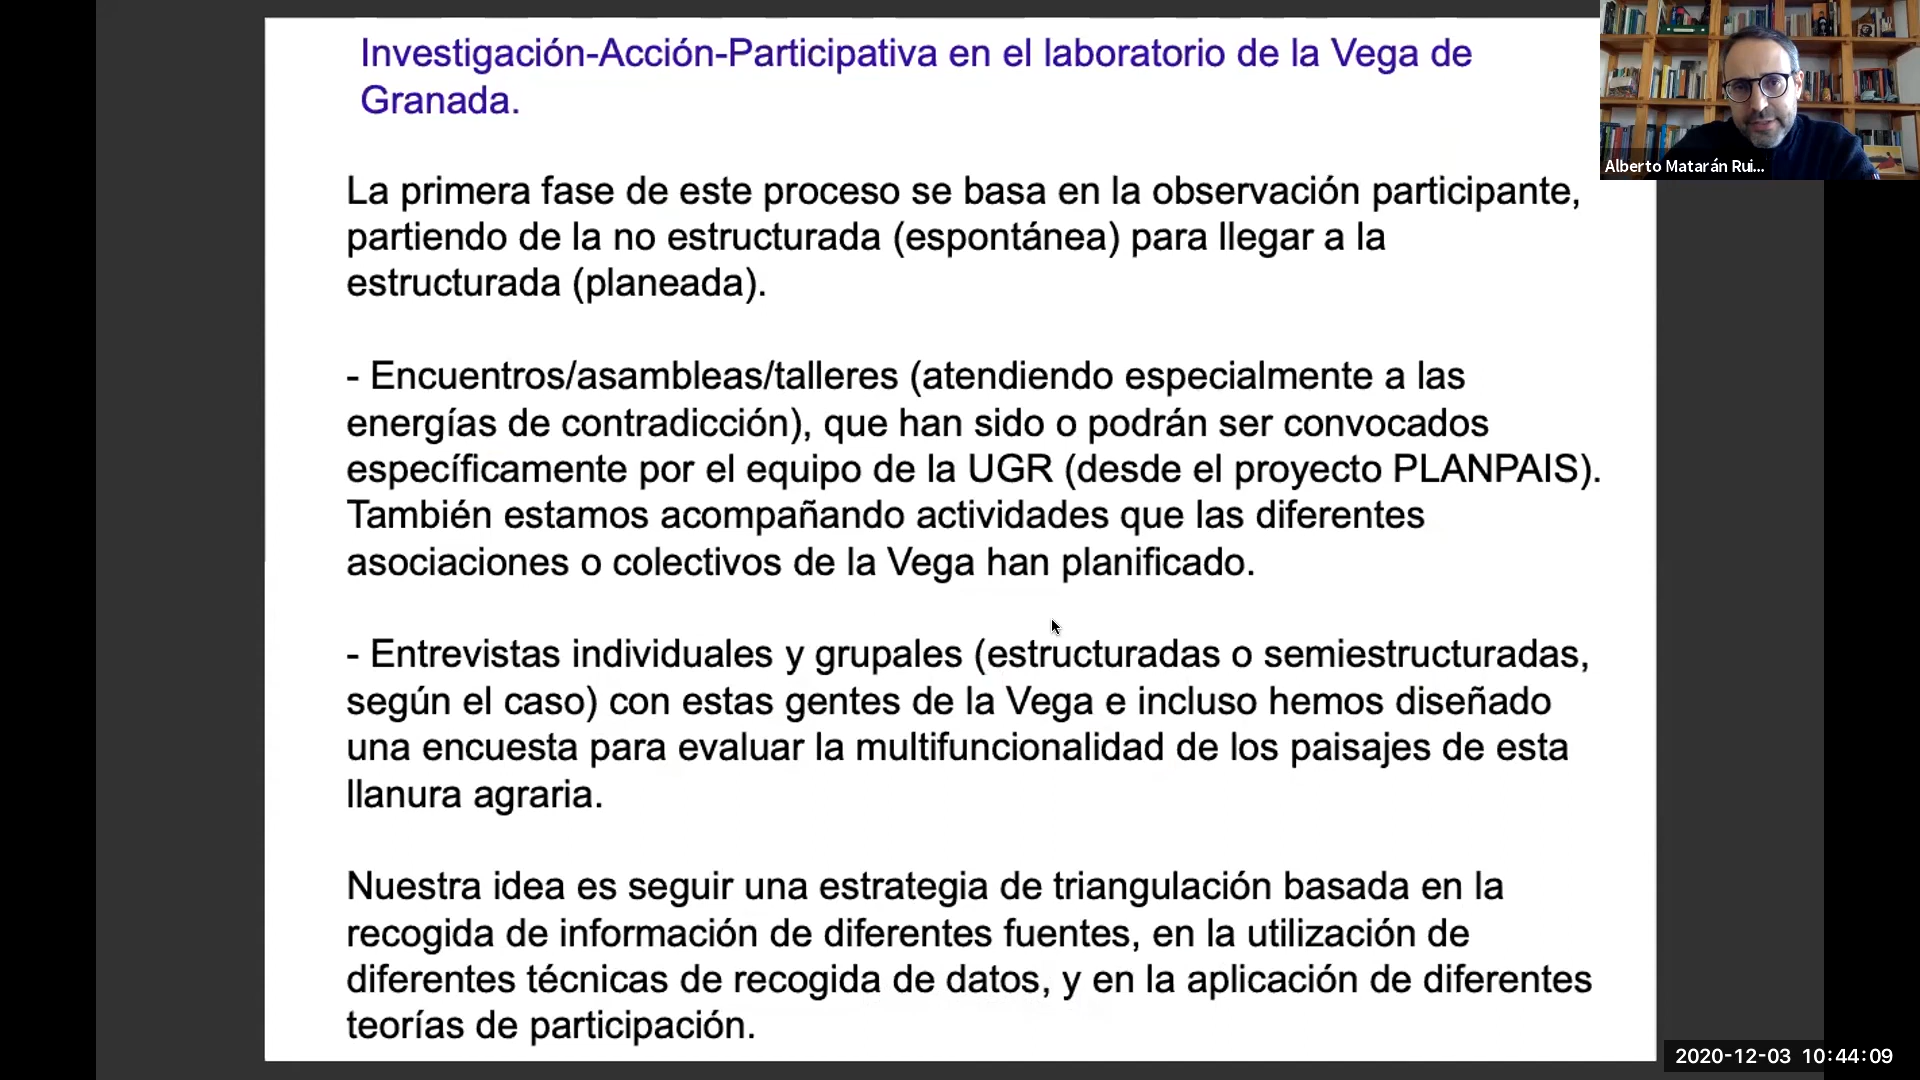 Investigación-Acción-Participativa en el laboratorio de la Vega de
Granada.
La primera fase de este proceso se basa en la observación participante,
partiendo de la no estructurada (espontánea) para llegar a la
estructurada (planeada).
- Encuentros/asambleas/talleres (atendiendo especialmente a las
energías de contradicción), que han sido o podrán ser convocados
específicamente por el equipo de la UGR (desde el proyecto PLANPAIS).
También estamos acompañando actividades que las diferentes
asociaciones o colectivos de la Vega han planificado.
- Entrevistas individuales y grupales (estructuradas o semiestructuradas,
según el caso) con estas gentes de la Vega e incluso hemos diseñado
una encuesta para evaluar la multifuncionalidad de los paisajes de esta
llanura agraria.
Nuestra idea es seguir una estrategia de triangulación basada en la
recogida de información de diferentes fuentes, en la utilización de
diferentes técnicas de recogida de datos, y en la aplicación de diferentes
teorías de participación.
Alberto Matarán Rui...
2020-12-03 10:44:09